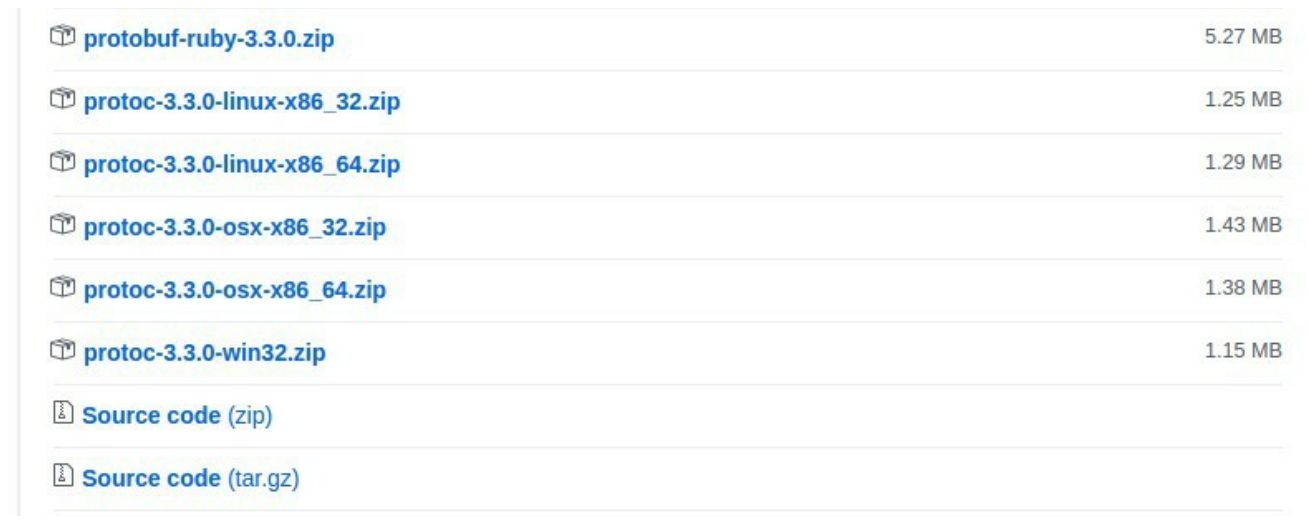 protobuf-ruby-3.3.0.zip 5.27 MB
protoc-3.3.0-linux-x86_32.zip 1.25 MB
protoc-3.3.0-linux-x86_64.zip 1.29 MB
protoc-3.3.0-osx-x86_32.zip 1.43 MB
protoc-3.3.0-osx-x86_64.zip 1.38 MB
protoc-3.3.0-win32.zip 1.15 MB
Source code (zip)
Source code (tar.gz)